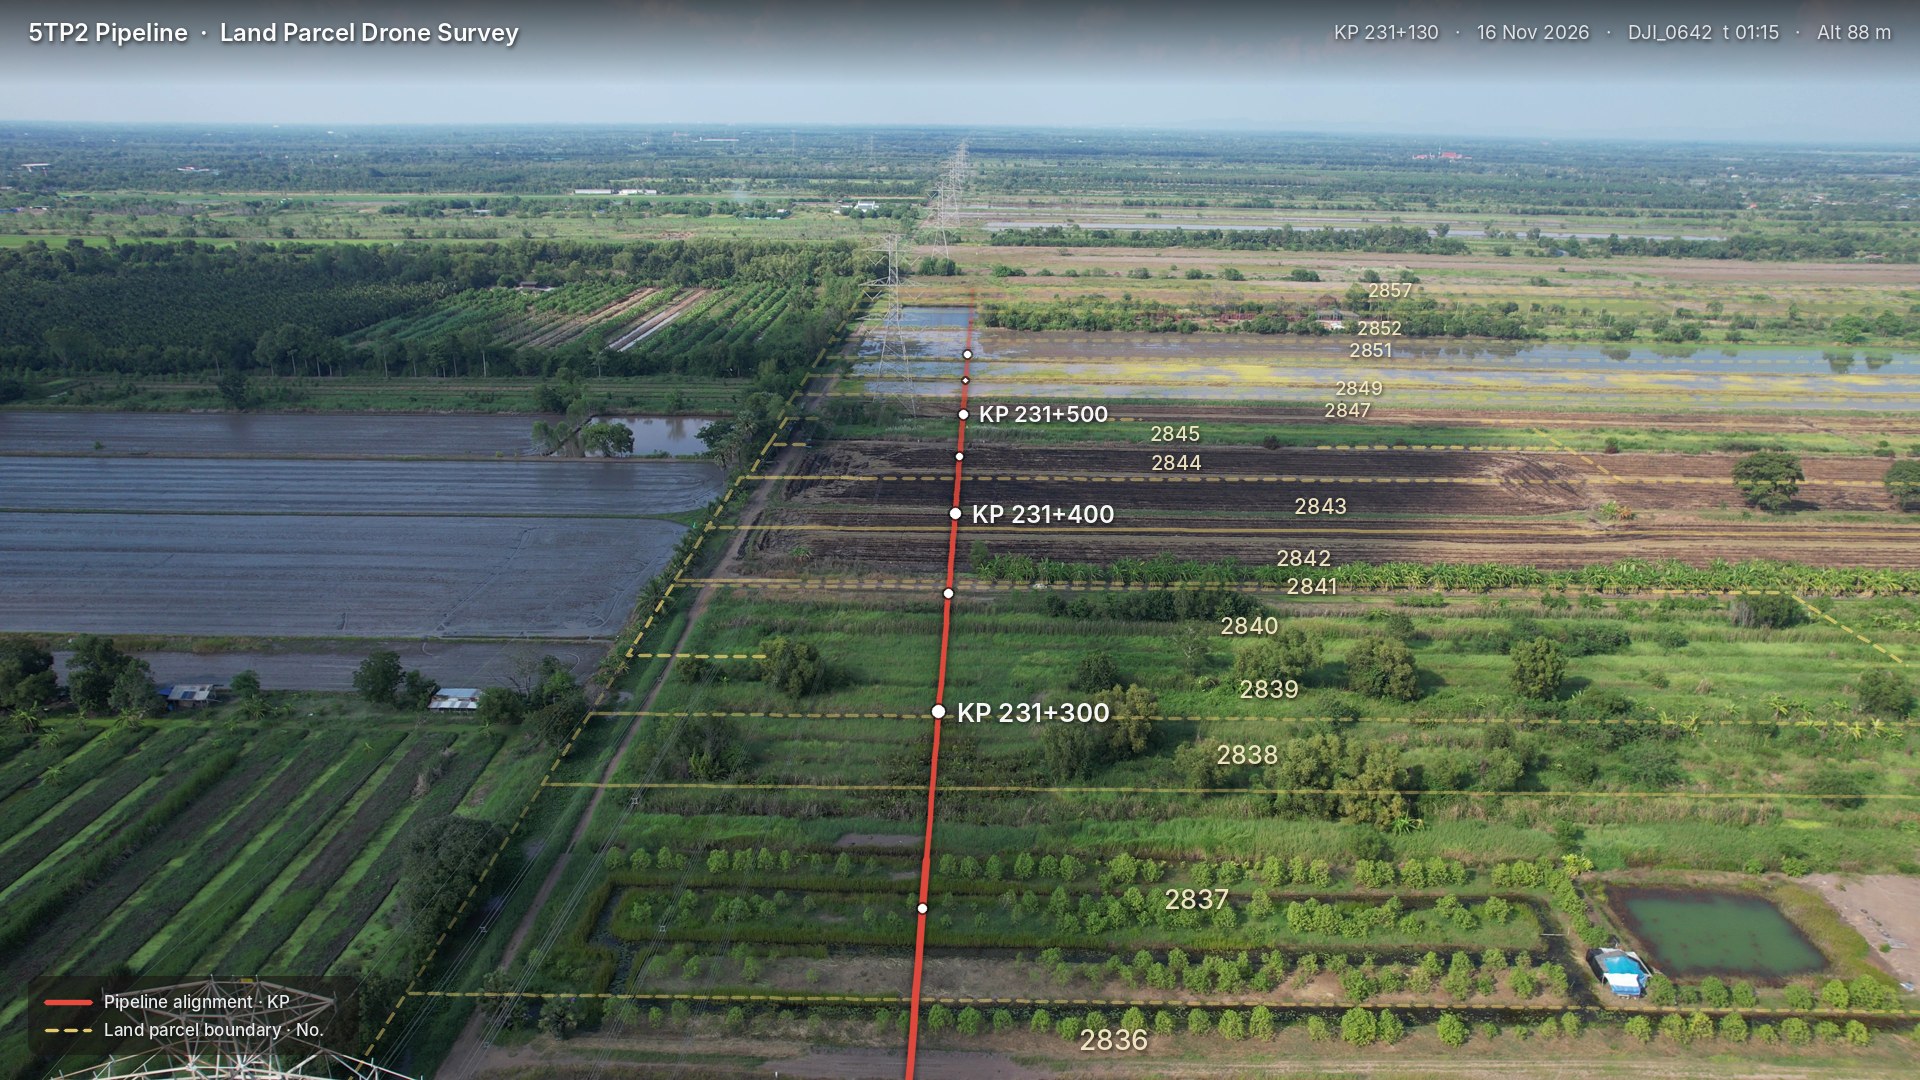 5TP2 Pipeline · Land Parcel Drone Survey
KP 231+130 · 16 Nov 2026 · DJI_0642 t 01:15 · Alt 88 m
2857
2852
2851
2849
2847
KP 231+500
2845
2844
2843
KP 231+400
2842
2841
2840
2839
KP 231+300
2838
2837
2836
Pipeline alignment · KP
Land parcel boundary · No.